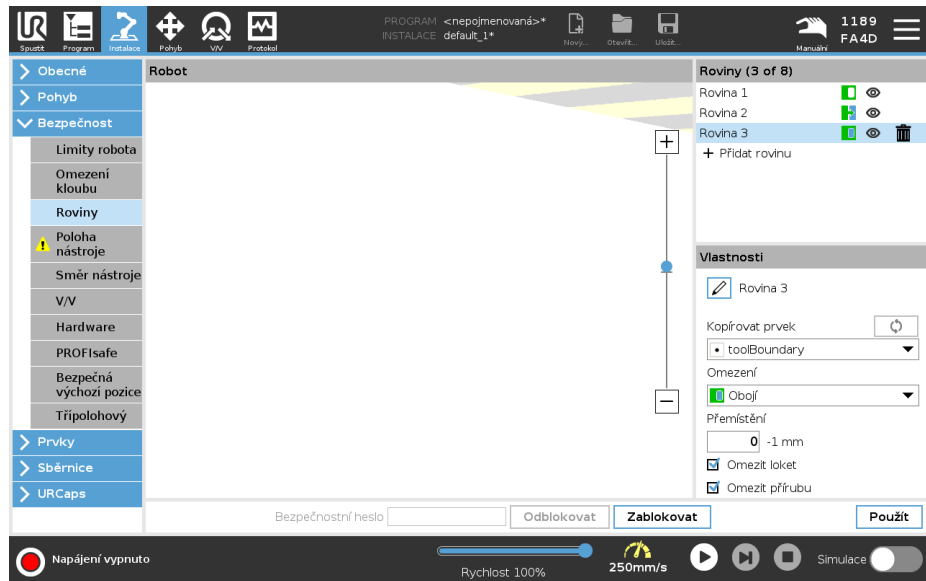 PROGRAM <nepojmenovaná>*
INSTALACE default_1*
Spustit
Program
Instalace
Pohyb
V/V
Protokol
Nový...
Otevřít...
Uložit...
Manuální
1189
FA4D
Obecné
Pohyb
Bezpečnost
Limity robota
Omezení
kloubu
Roviny
Poloha
nástroje
Směr nástroje
V/V
Hardware
PROFIsafe
Bezpečná
výchozí pozice
Třípolohový
Prvky
Sběrnice
URCaps
Robot
Roviny (3 of 8)
Rovina 1
Rovina 2
Rovina 3
Přidat rovinu
Vlastnosti
Rovina 3
Kopírovat prvek
toolBoundary
Omezení
Obojí
Přemístění
0 -1 mm
Omezit loket
Omezit přírubu
Bezpečnostní heslo
Odblokovat
Zablokovat
Použít
Napájení vypnuto
Rychlost 100%
250mm/s
Simulace